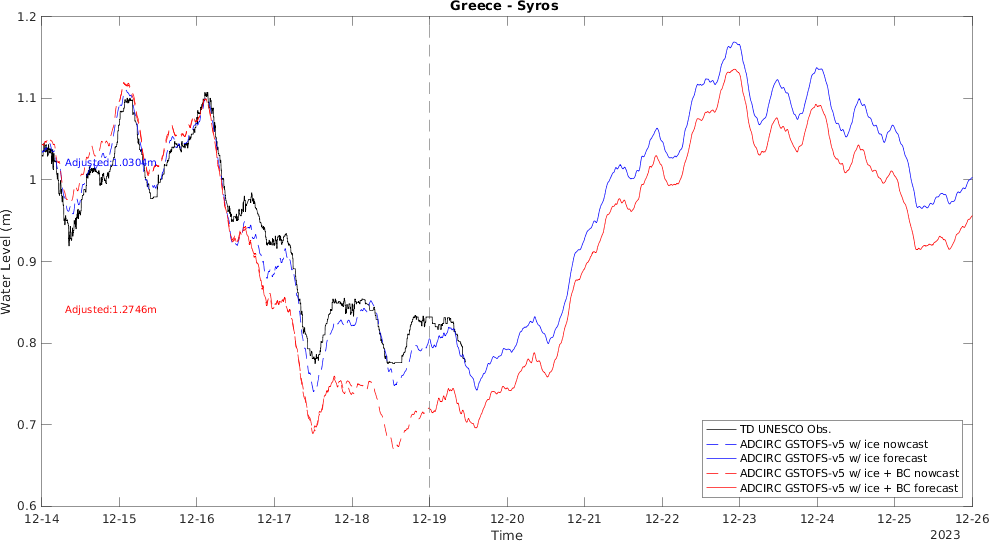 Greece - Syros
1.2
1.1
1
0.9
0.8
0.7
0.6
Water Level (m)
Adjusted:1.0304m
Adjusted:1.2746m
TD UNESCO Obs.
ADCIRC GSTOFS-v5 w/ ice nowcast
ADCIRC GSTOFS-v5 w/ ice forecast
ADCIRC GSTOFS-v5 w/ ice + BC nowcast
ADCIRC GSTOFS-v5 w/ ice + BC forecast
12-14 12-15 12-16 12-17 12-18 12-19 12-20 12-21 12-22 12-23 12-24 12-25 12-26
Time
2023